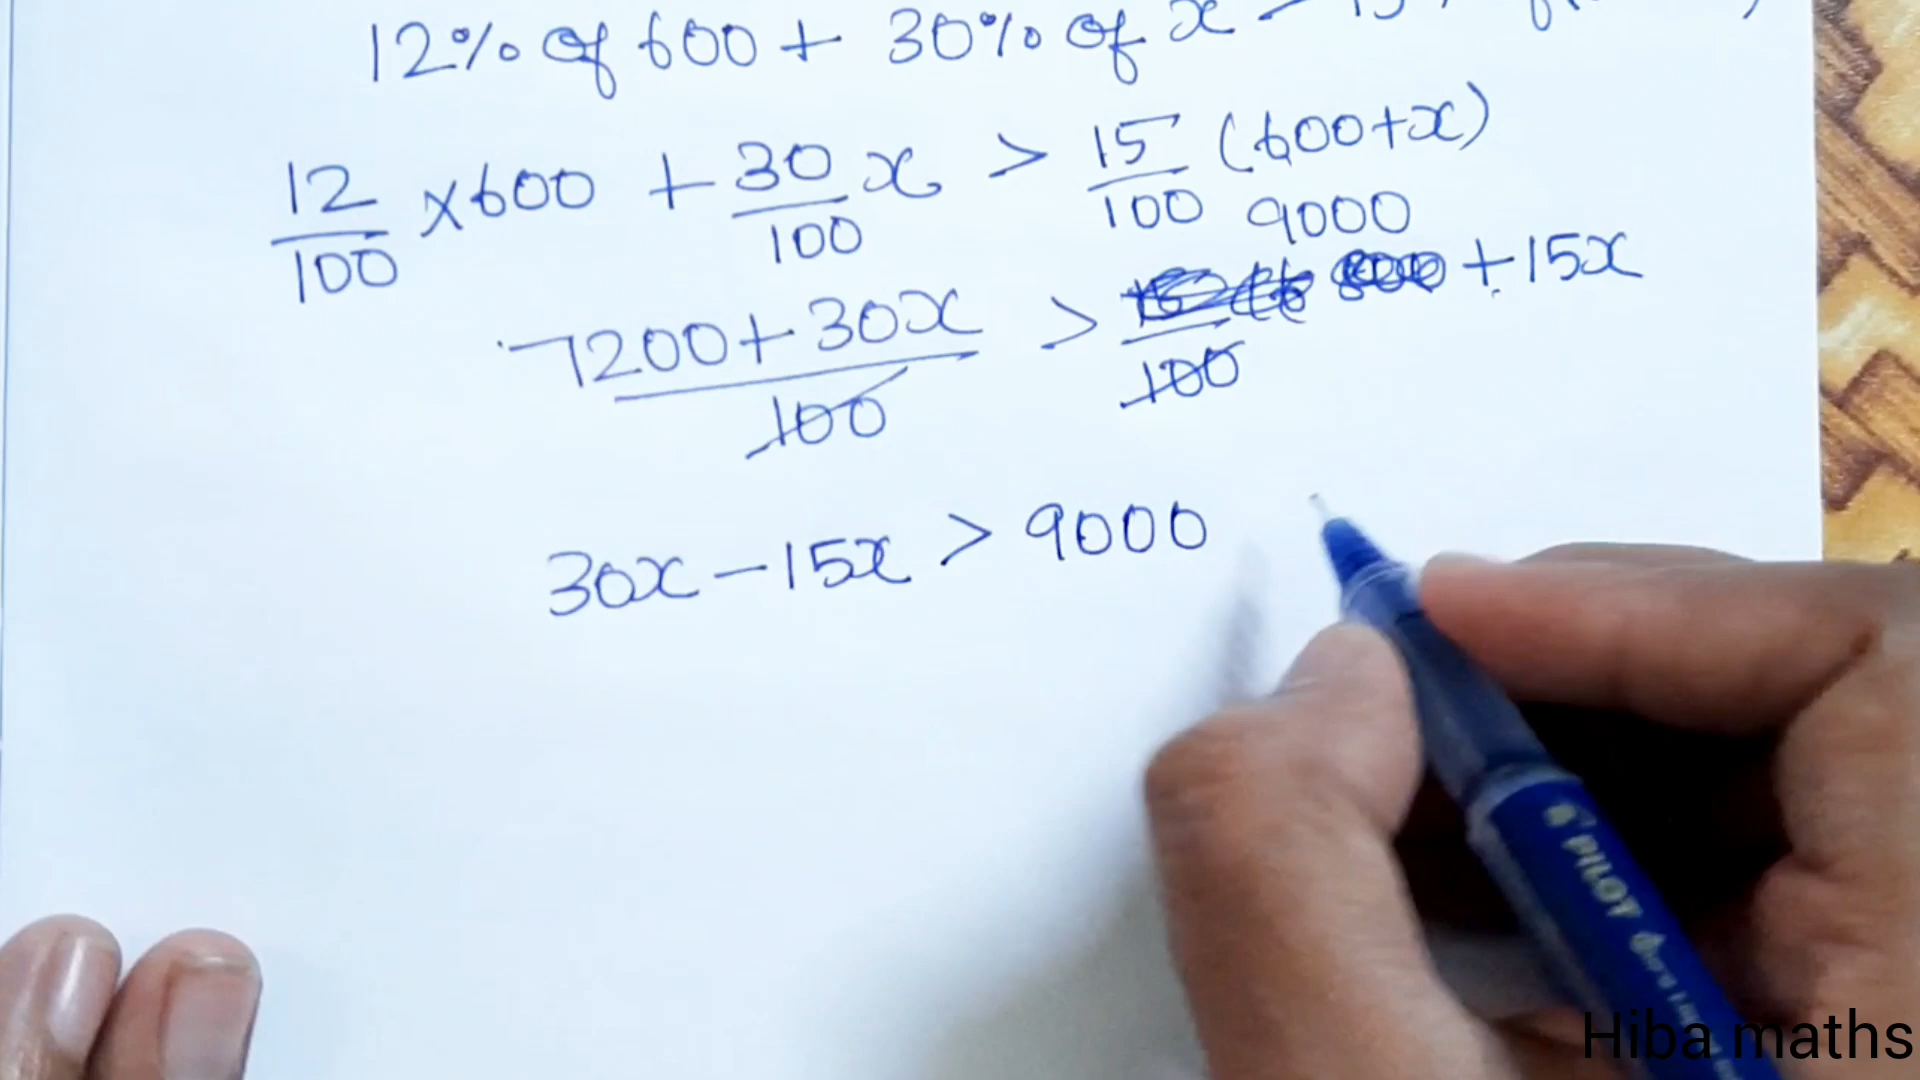 12% of 600 + 30% of x
12/100 × 600 + 30/100 x > 15/100 (600+x)
9000
7200+30x/100 > /100 +15x
30x - 15x > 9000
PILOT
Hiba maths